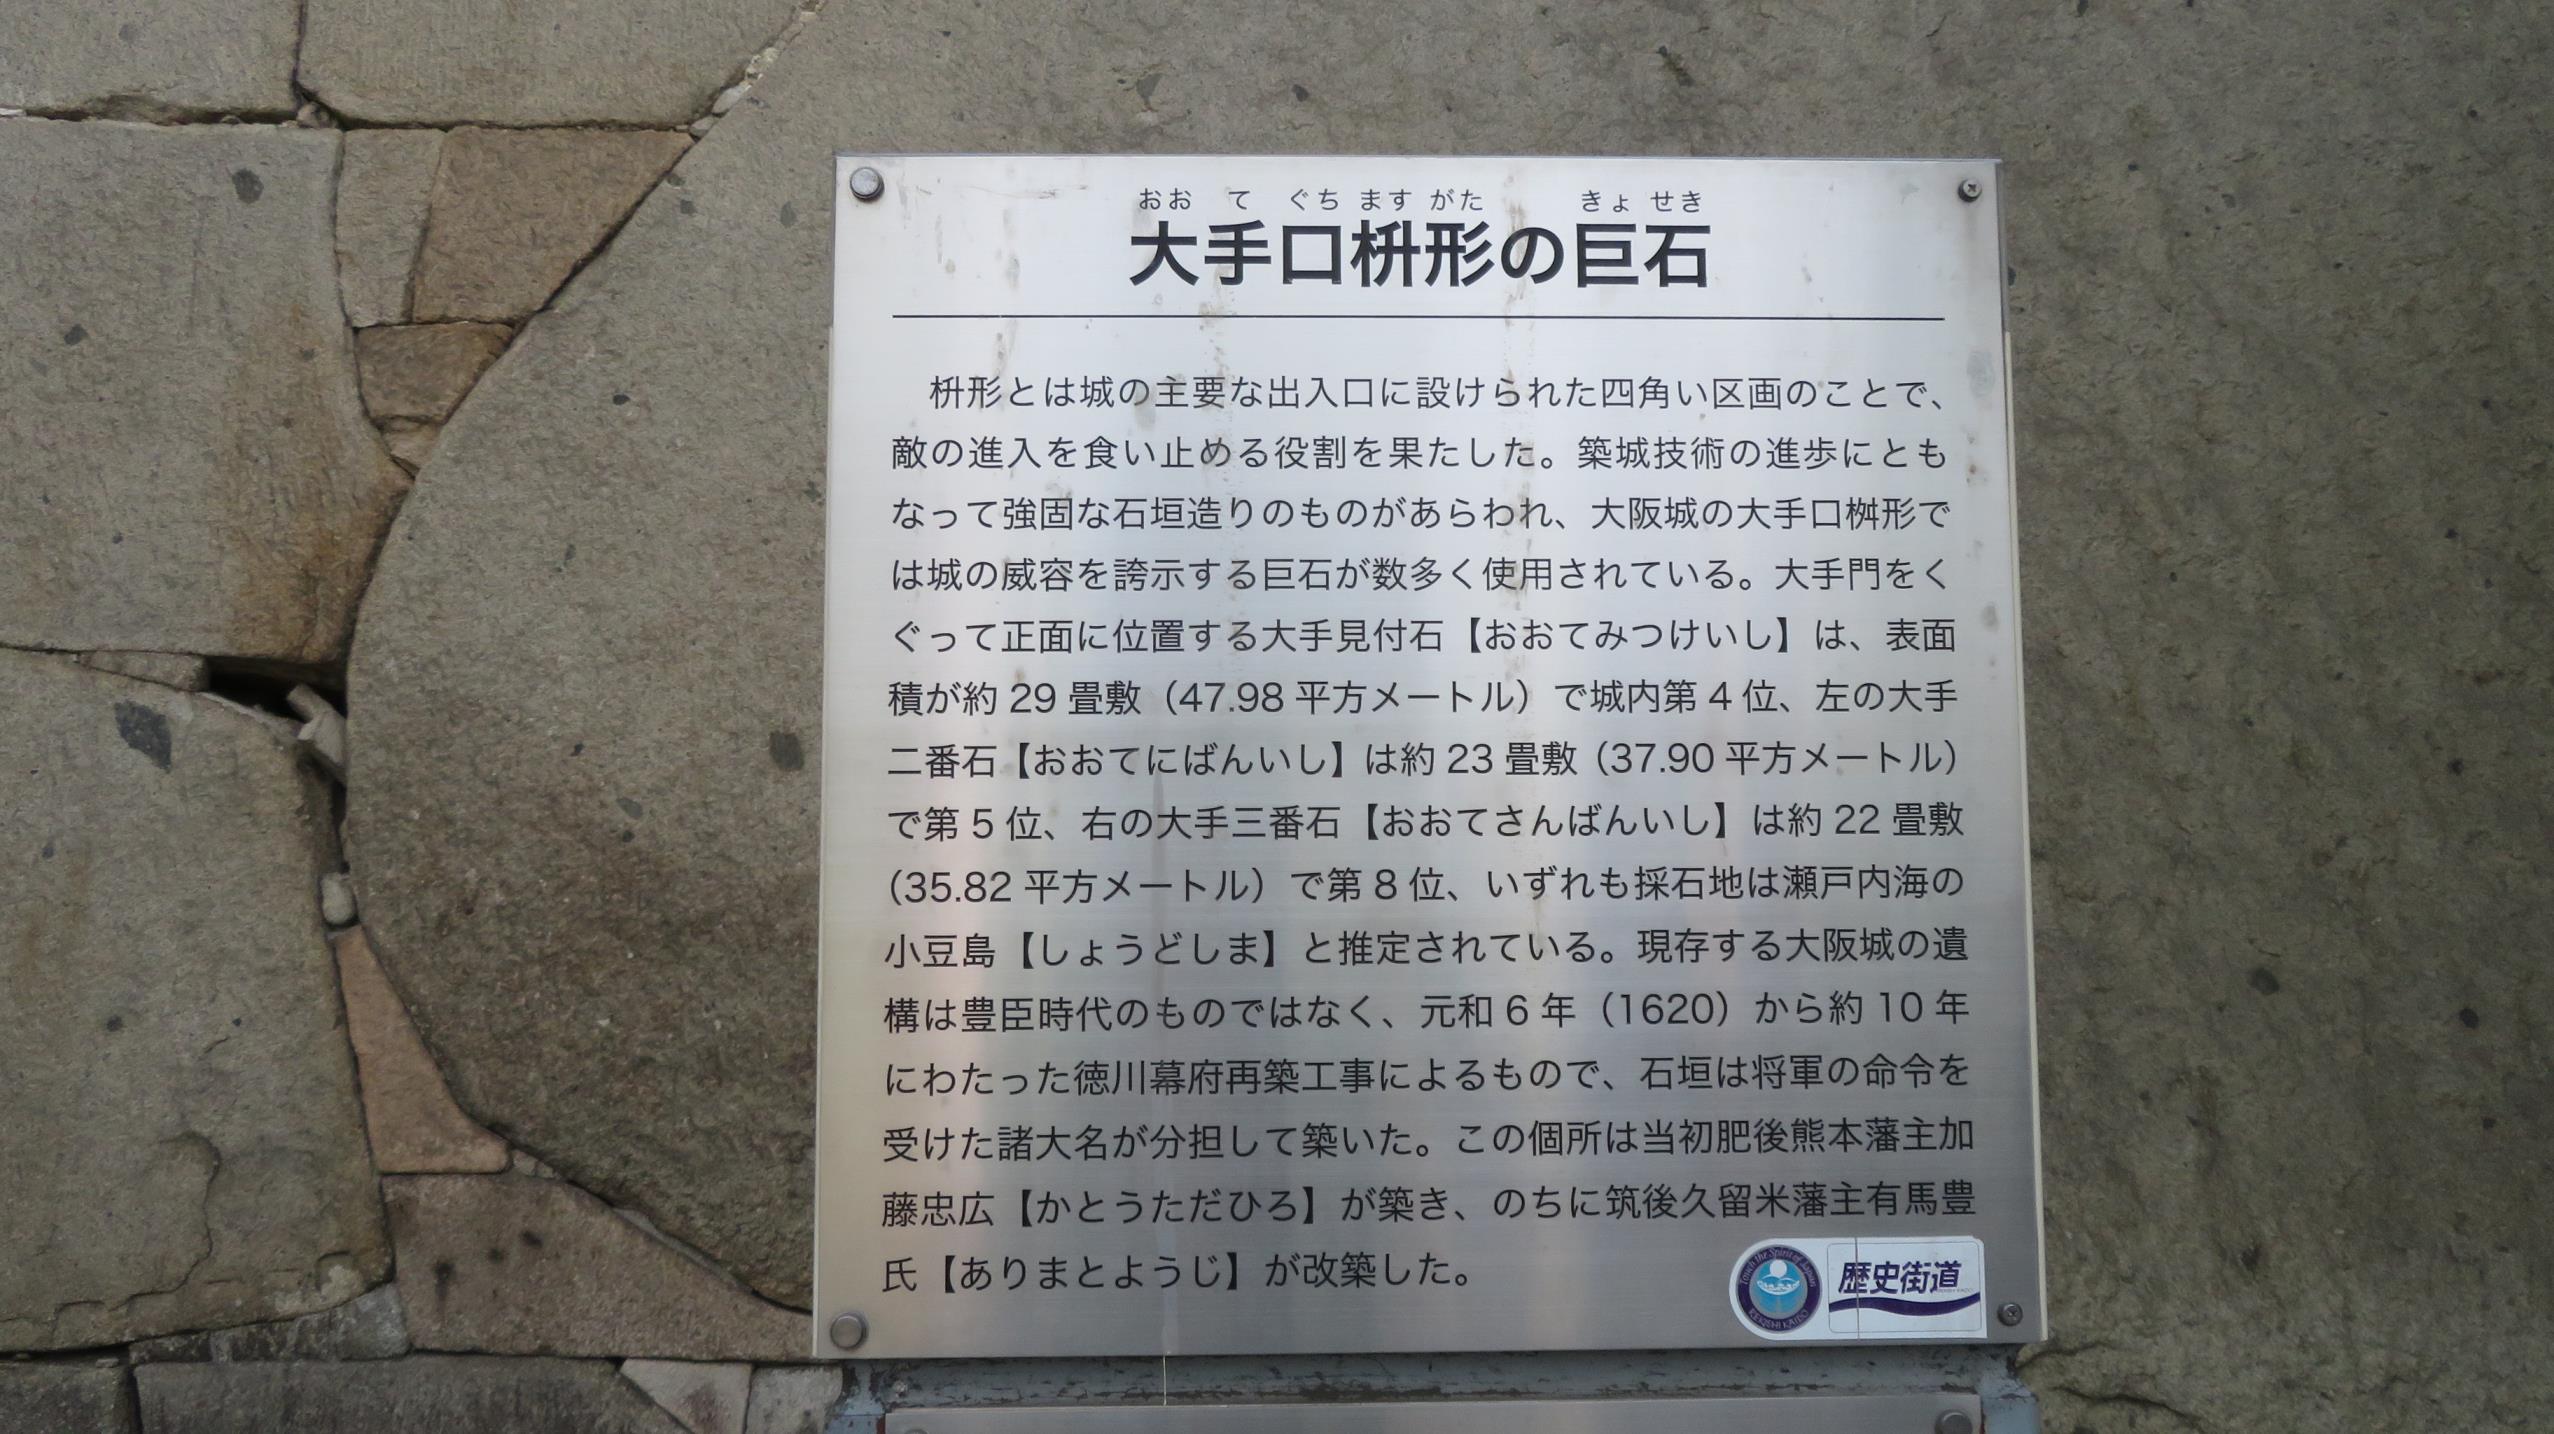 おお て ぐち ます がた きょ せき
大手口枡形の巨石
枡形とは城の主要な出入口に設けられた四角い区画のことで、
敵の進入を食い止める役割を果たした。築城技術の進歩にとも
なって強固な石垣造りのものがあらわれ、大阪城の大手口桝形で
は城の威容を誇示する巨石が数多く使用されている。大手門をく
ぐって正面に位置する大手見付石【おおてみつけいし】は、表面
積が約 29 畳敷（47.98 平方メートル）で城内第 4 位、左の大手
二番石【おおてにばんいし】は約 23 畳敷（37.90 平方メートル）
で第 5 位、右の大手三番石【おおてさんばんいし】は約 22 畳敷
（35.82 平方メートル）で第 8 位、いずれも採石地は瀬戸内海の
小豆島【しょうどしま】と推定されている。現存する大阪城の遺
構は豊臣時代のものではなく、元和 6 年（1620）から約 10 年
にわたった徳川幕府再築工事によるもので、石垣は将軍の命令を
受けた諸大名が分担して築いた。この個所は当初肥後熊本藩主加
藤忠広【かとうただひろ】が築き、のちに筑後久留米藩主有馬豊
氏【ありまとようじ】が改築した。
Touch the Spirit of Japan
REKISHI KAIDO
歴史街道